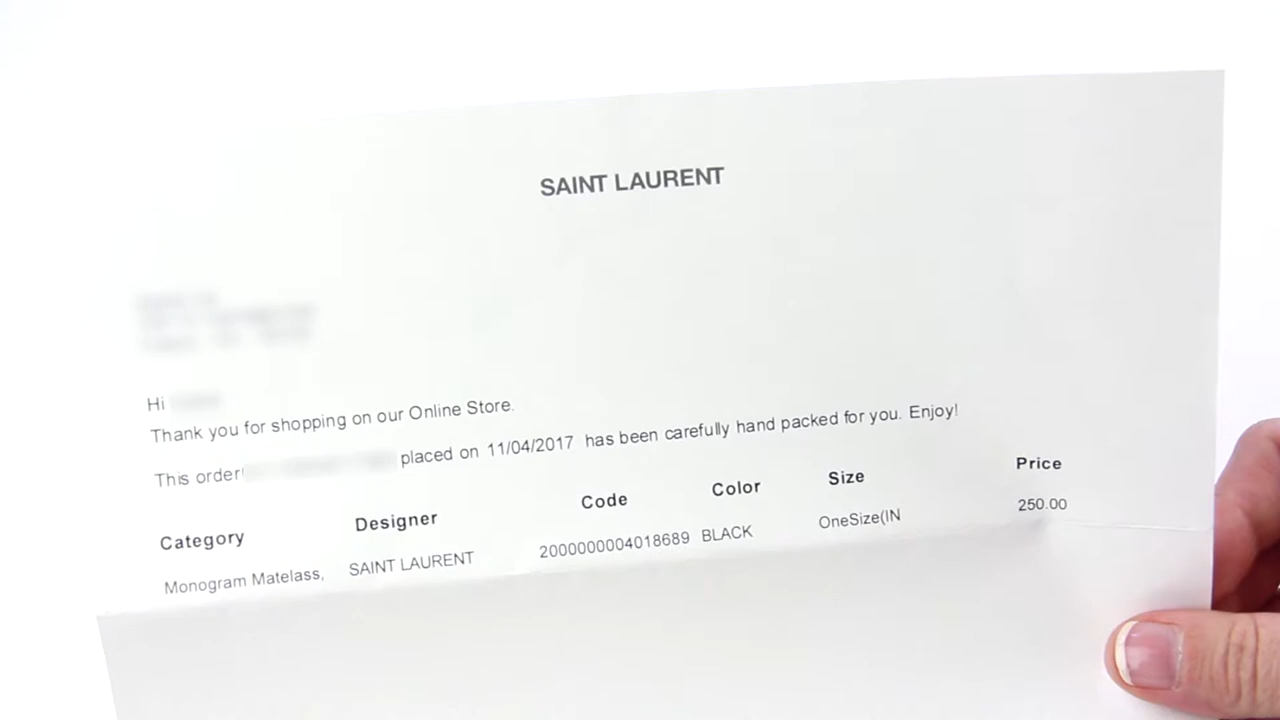 SAINT LAURENT
Hi
Thank you for shopping on our Online Store.
This order placed on 11/04/2017 has been carefully hand packed for you. Enjoy!
Category Designer Code Color Size Price
Monogram Matelass, SAINT LAURENT 2000000004018689 BLACK OneSize(IN 250.00